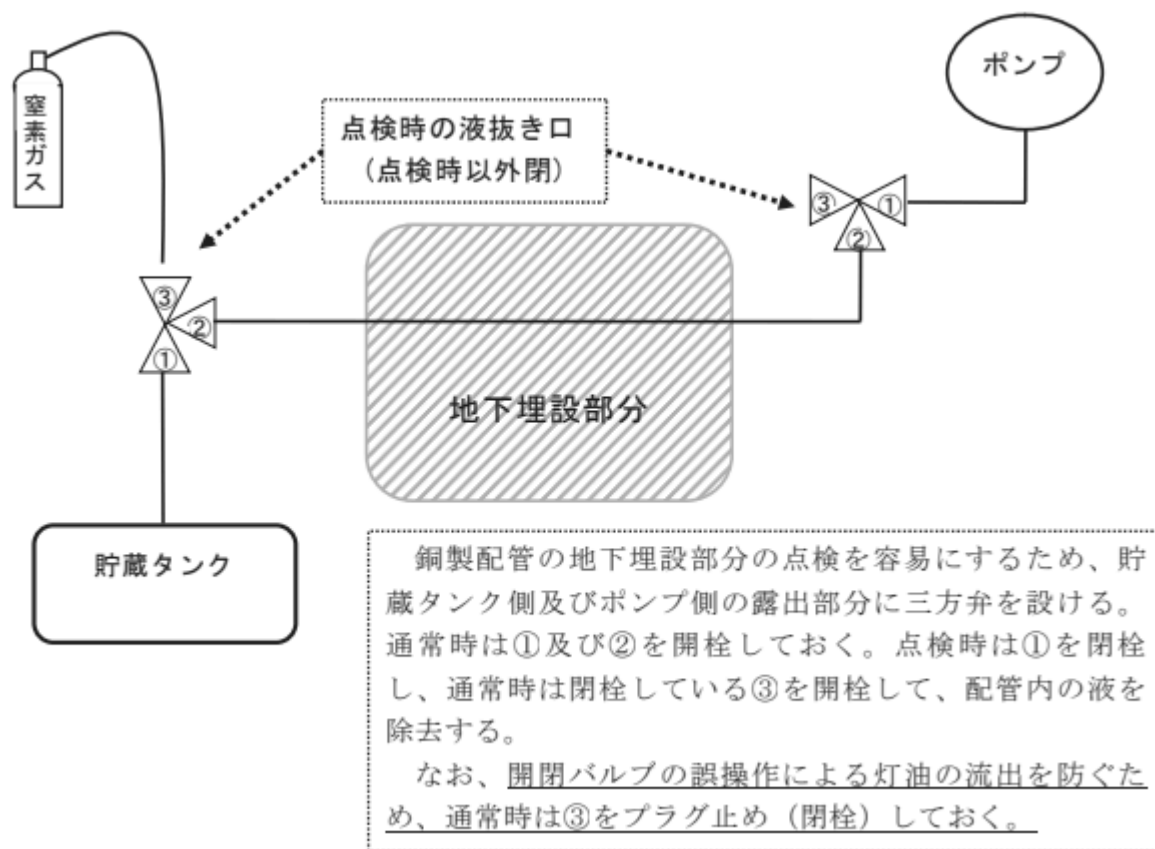 ポンプ
窒素ガス
点検時の液抜き口
（点検時以外閉）
③
①
②
③
②
①
地下埋設部分
貯蔵タンク
銅製配管の地下埋設部分の点検を容易にするため、貯
蔵タンク側及びポンプ側の露出部分に三方弁を設ける。
通常時は①及び②を開栓しておく。点検時は①を閉栓
し、通常時は閉栓している③を開栓して、配管内の液を
除去する。
なお、開閉バルブの誤操作による灯油の流出を防ぐた
め、通常時は③をプラグ止め（閉栓）しておく。